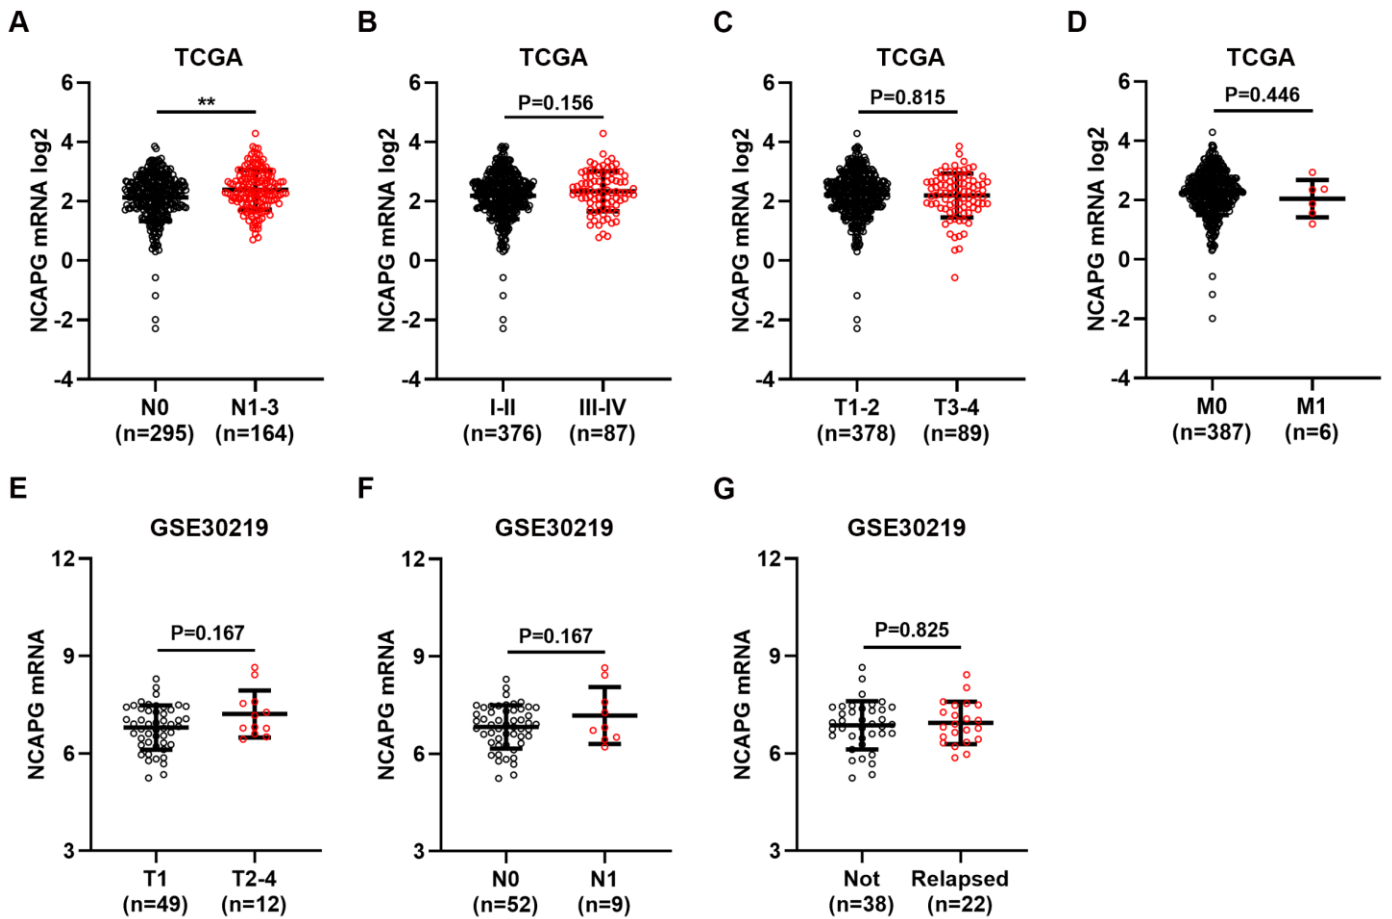 A
TCGA
NCAPG mRNA log2
6
4
2
0
-2
-4
**
N0
(n=295)
N1-3
(n=164)
B
TCGA
NCAPG mRNA log2
6
4
2
0
-2
-4
P=0.156
I-II
(n=376)
III-IV
(n=87)
C
TCGA
NCAPG mRNA log2
6
4
2
0
-2
-4
P=0.815
T1-2
(n=378)
T3-4
(n=89)
D
TCGA
NCAPG mRNA log2
6
4
2
0
-2
-4
P=0.446
M0
(n=387)
M1
(n=6)
E
GSE30219
NCAPG mRNA
12
9
6
3
P=0.167
T1
(n=49)
T2-4
(n=12)
F
GSE30219
NCAPG mRNA
12
9
6
3
P=0.167
N0
(n=52)
N1
(n=9)
G
GSE30219
NCAPG mRNA
12
9
6
3
P=0.825
Not
(n=38)
Relapsed
(n=22)